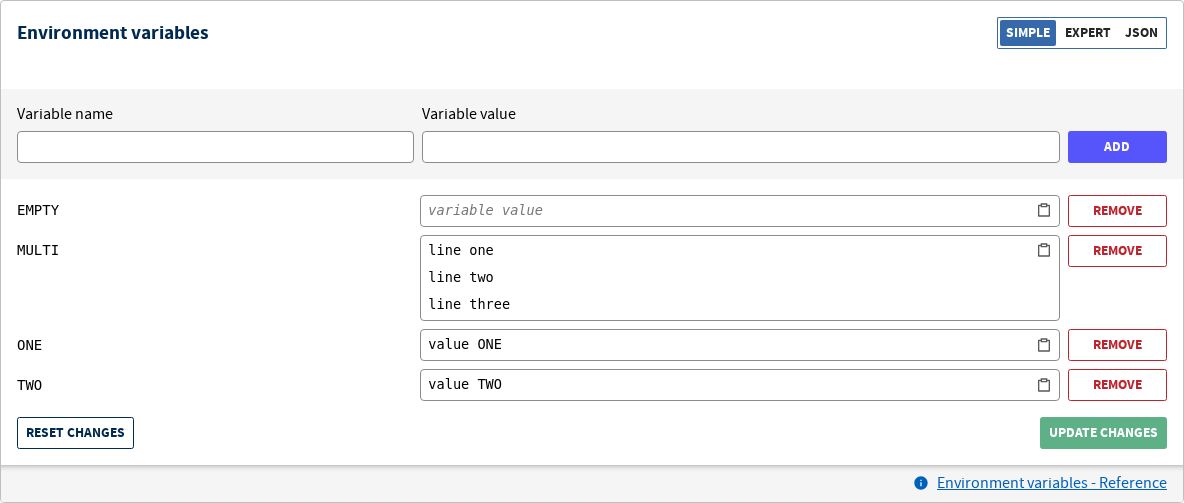 Environment variables
SIMPLE EXPERT JSON
Variable name Variable value
ADD
EMPTY variable value REMOVE
MULTI line one REMOVE
line two
line three
ONE value ONE REMOVE
TWO value TWO REMOVE
RESET CHANGES UPDATE CHANGES
Environment variables - Reference